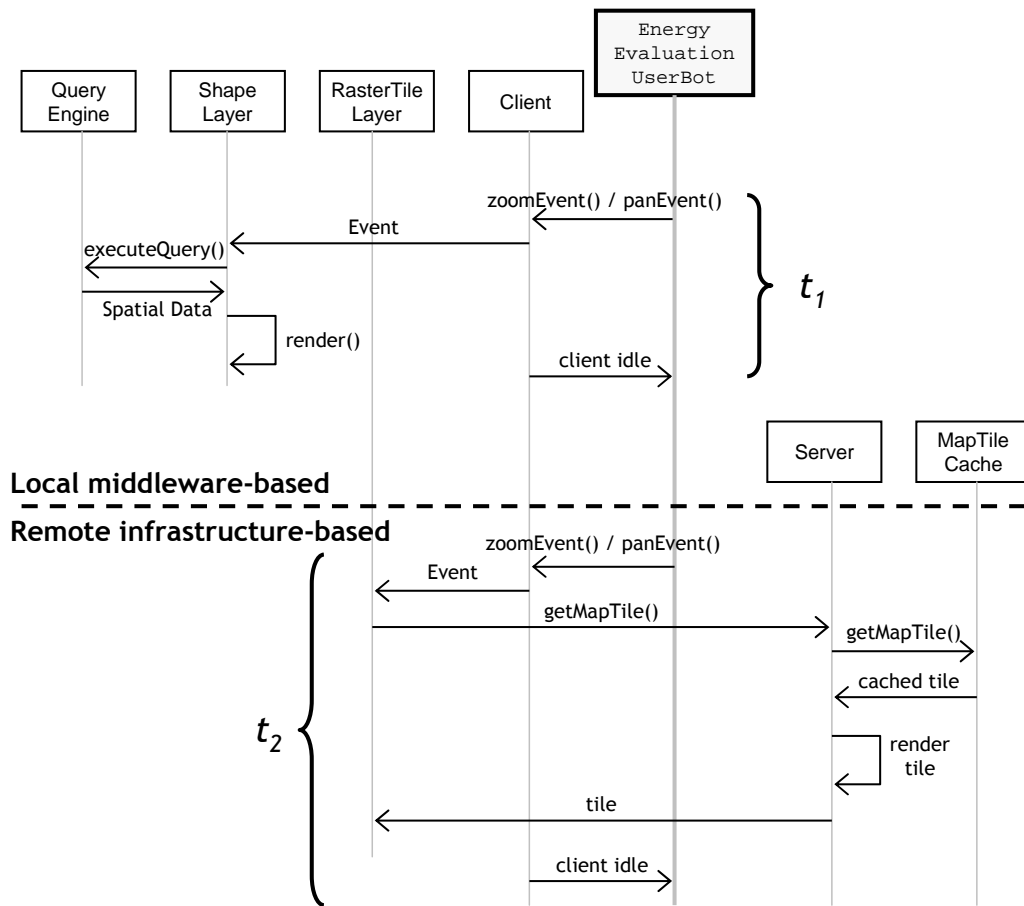 Energy
Evaluation
UserBot
Query
Engine
Shape
Layer
RasterTile
Layer
Client
zoomEvent() / panEvent()
Event
executeQuery()
Spatial Data
render()
client idle
t1
Server
MapTile
Cache
Local middleware-based
Remote infrastructure-based
zoomEvent() / panEvent()
Event
getMapTile()
getMapTile()
cached tile
render
tile
t2
tile
client idle